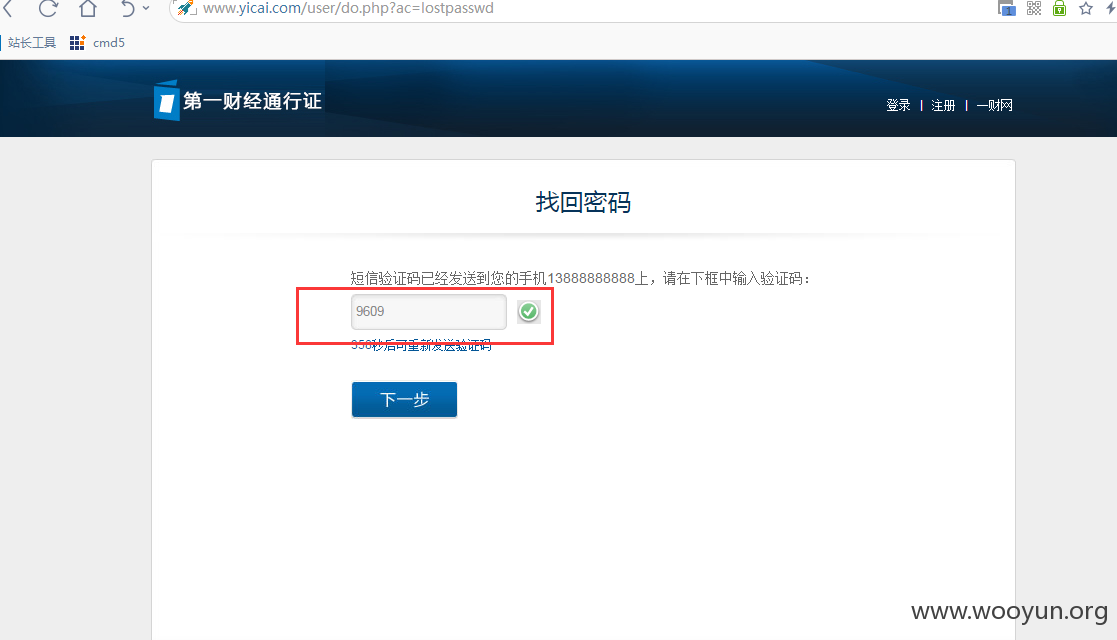 www.yicai.com/user/do.php?ac=lostpasswd
1
站长工具 cmd5
第一财经通行证
登录 | 注册 | 一财网
找回密码
短信验证码已经发送到您的手机13888888888上，请在下框中输入验证码：
9609
秒后可重新发送验证码
下一步
www.wooyun.org